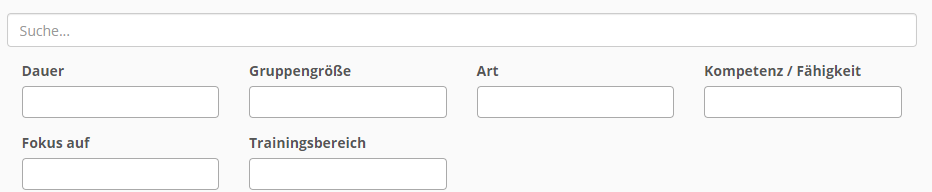 Suche...
Dauer Gruppengröße Art Kompetenz / Fähigkeit
Fokus auf Trainingsbereich